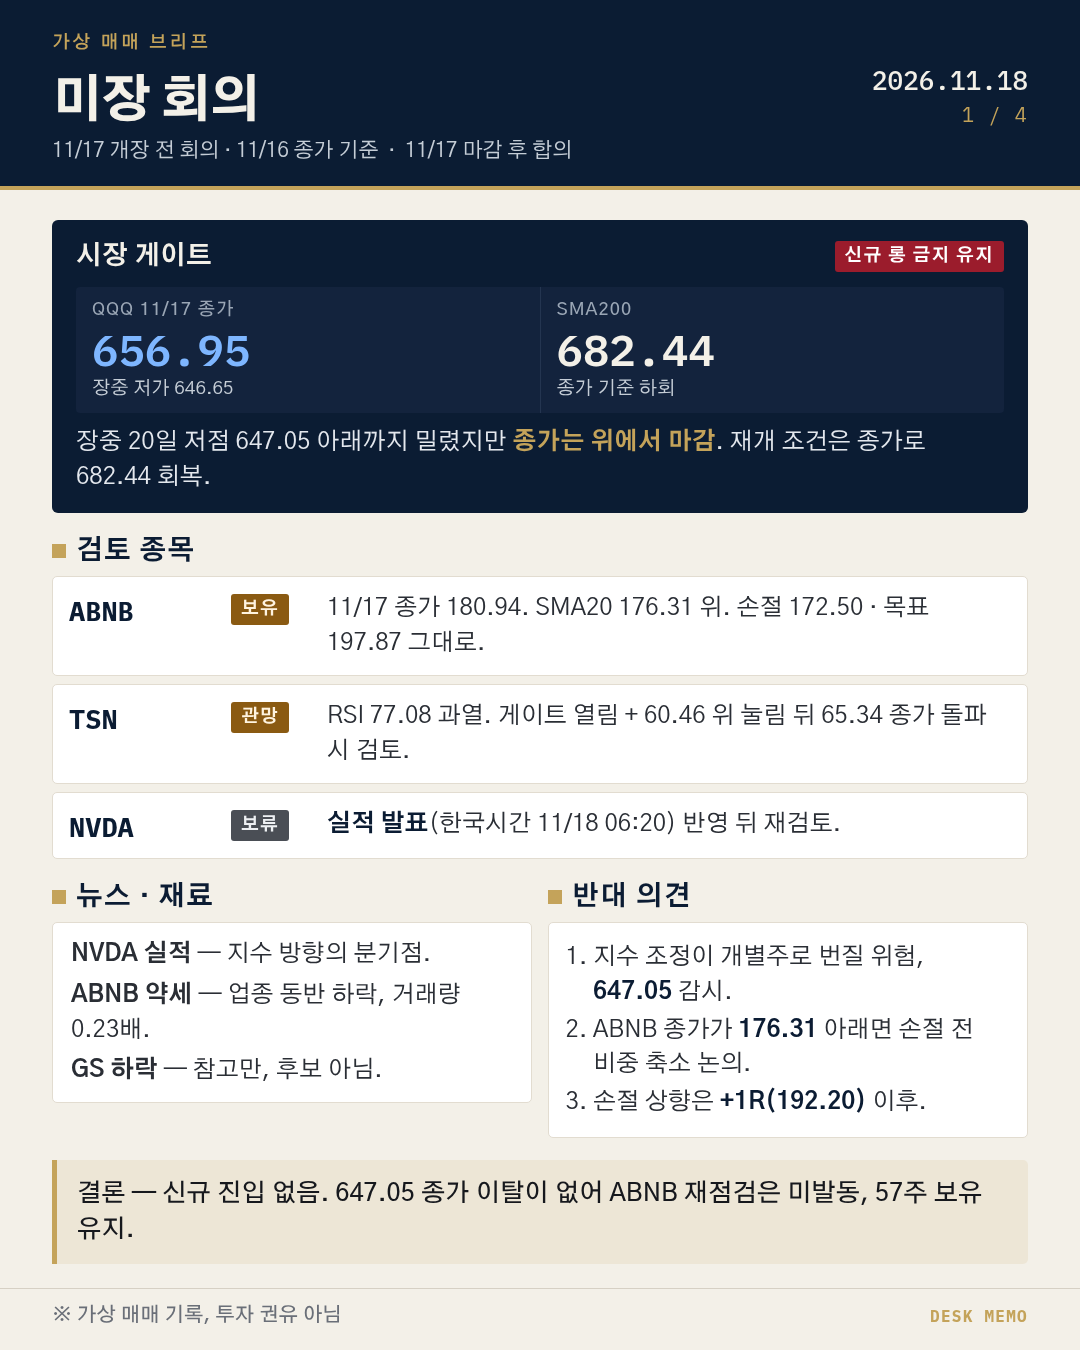 가상 매매 브리프
미장 회의
2026.11.18
1 / 4
11/17 개장 전 회의 · 11/16 종가 기준 · 11/17 마감 후 합의
시장 게이트
신규 롱 금지 유지
QQQ 11/17 종가
656.95
장중 저가 646.65
SMA200
682.44
종가 기준 하회
장중 20일 저점 647.05 아래까지 밀렸지만 종가는 위에서 마감. 재개 조건은 종가로
682.44 회복.
검토 종목
ABNB
보유
11/17 종가 180.94. SMA20 176.31 위. 손절 172.50 · 목표
197.87 그대로.
TSN
관망
RSI 77.08 과열. 게이트 열림 + 60.46 위 눌림 뒤 65.34 종가 돌파
시 검토.
NVDA
보류
실적 발표(한국시간 11/18 06:20) 반영 뒤 재검토.
뉴스 · 재료
NVDA 실적 — 지수 방향의 분기점.
ABNB 약세 — 업종 동반 하락, 거래량
0.23배.
GS 하락 — 참고만, 후보 아님.
반대 의견
1. 지수 조정이 개별주로 번질 위험,
647.05 감시.
2. ABNB 종가가 176.31 아래면 손절 전
비중 축소 논의.
3. 손절 상향은 +1R(192.20) 이후.
결론 — 신규 진입 없음. 647.05 종가 이탈이 없어 ABNB 재점검은 미발동, 57주 보유
유지.
※ 가상 매매 기록, 투자 권유 아님
DESK MEMO